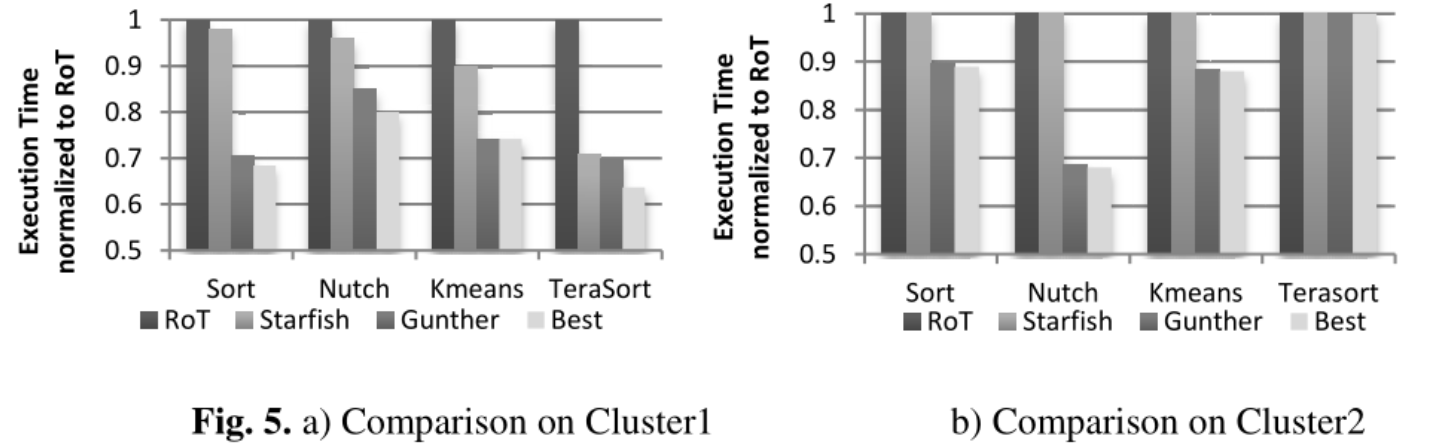 Execution Time
normalized to RoT
1
0.9
0.8
0.7
0.6
0.5
Sort Nutch Kmeans TeraSort
RoT Starfish Gunther Best
Execution Time
normalized to RoT
1
0.9
0.8
0.7
0.6
0.5
Sort Nutch Kmeans Terasort
RoT Starfish Gunther Best
Fig. 5. a) Comparison on Cluster1
b) Comparison on Cluster2